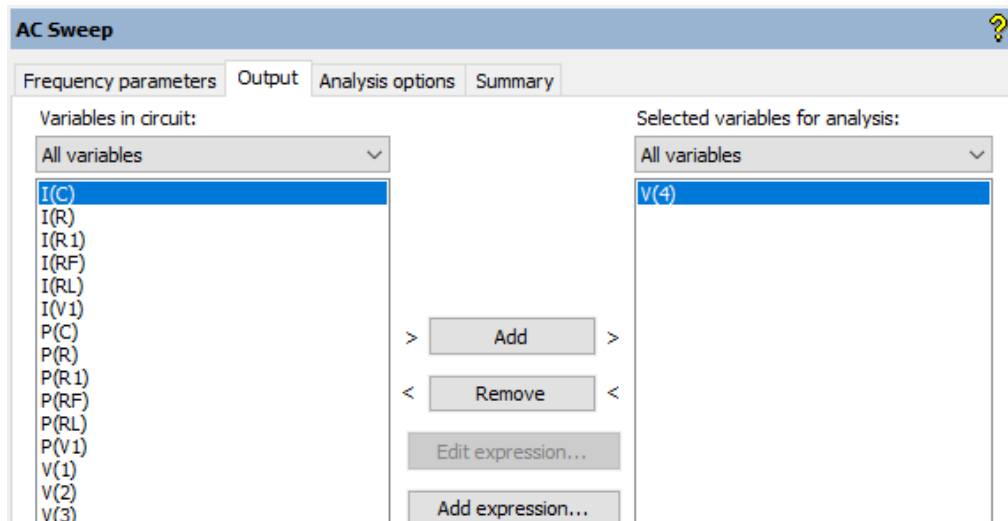 AC Sweep
?
Frequency parameters Output Analysis options Summary
Variables in circuit:
All variables
I(C)
I(R)
I(R1)
I(RF)
I(RL)
I(V1)
P(C)
P(R)
P(R1)
P(RF)
P(RL)
P(V1)
V(1)
V(2)
V(3)
> Add >
< Remove <
Edit expression...
Add expression...
Selected variables for analysis:
All variables
V(4)